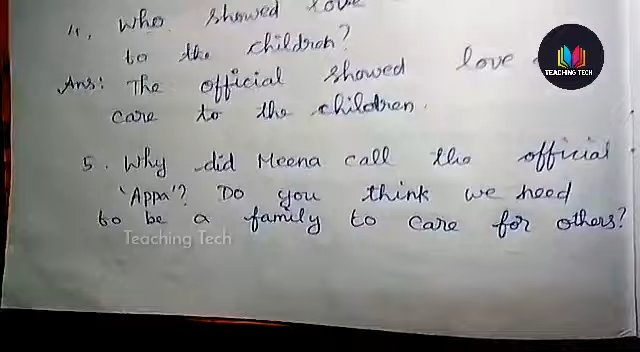 4. Who showed love
to the children?
Ans: The official showed love
care to the children.
5. Why did Meena call the official
'Appa'? Do you think we need
to be a family to care for others?
Teaching Tech
TEACHING TECH